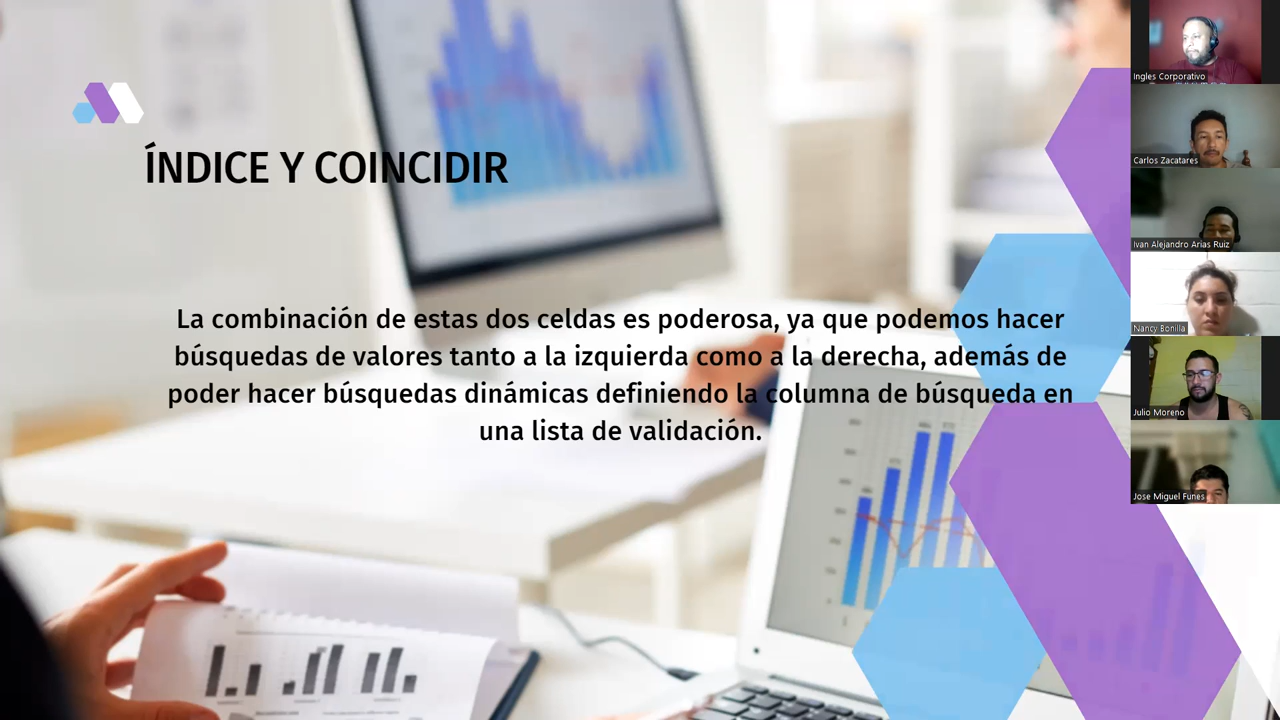 ÍNDICE Y COINCIDIR
La combinación de estas dos celdas es poderosa, ya que podemos hacer
búsquedas de valores tanto a la izquierda como a la derecha, además de
poder hacer búsquedas dinámicas definiendo la columna de búsqueda en
una lista de validación.
Ingles Corporativo
Carlos Zacatares
Ivan Alejandro Arias Ruiz
Nancy Bonilla
Julio Moreno
Jose Miguel Funes